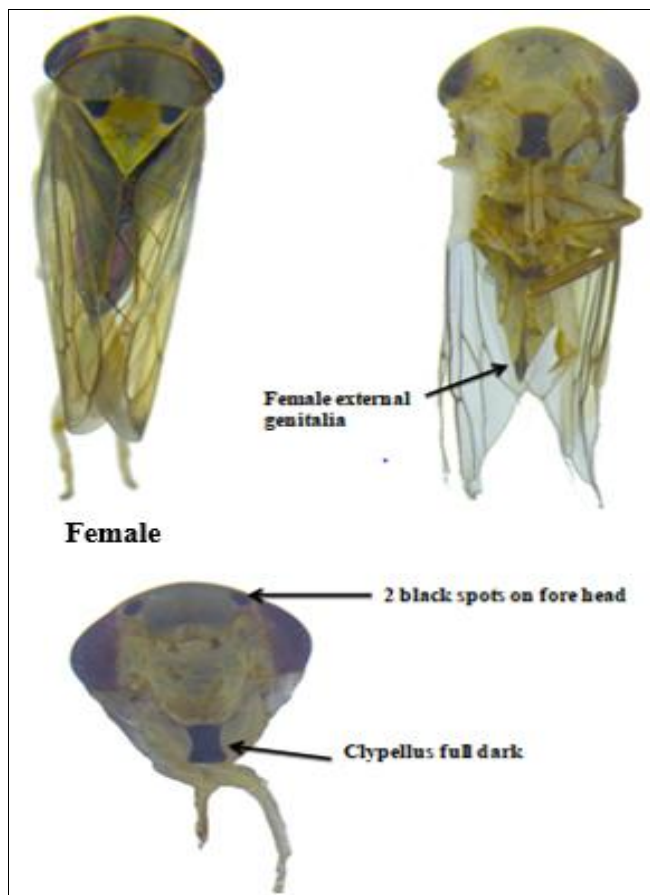 Female external
genitalia
Female
2 black spots on fore head
Clypellus full dark